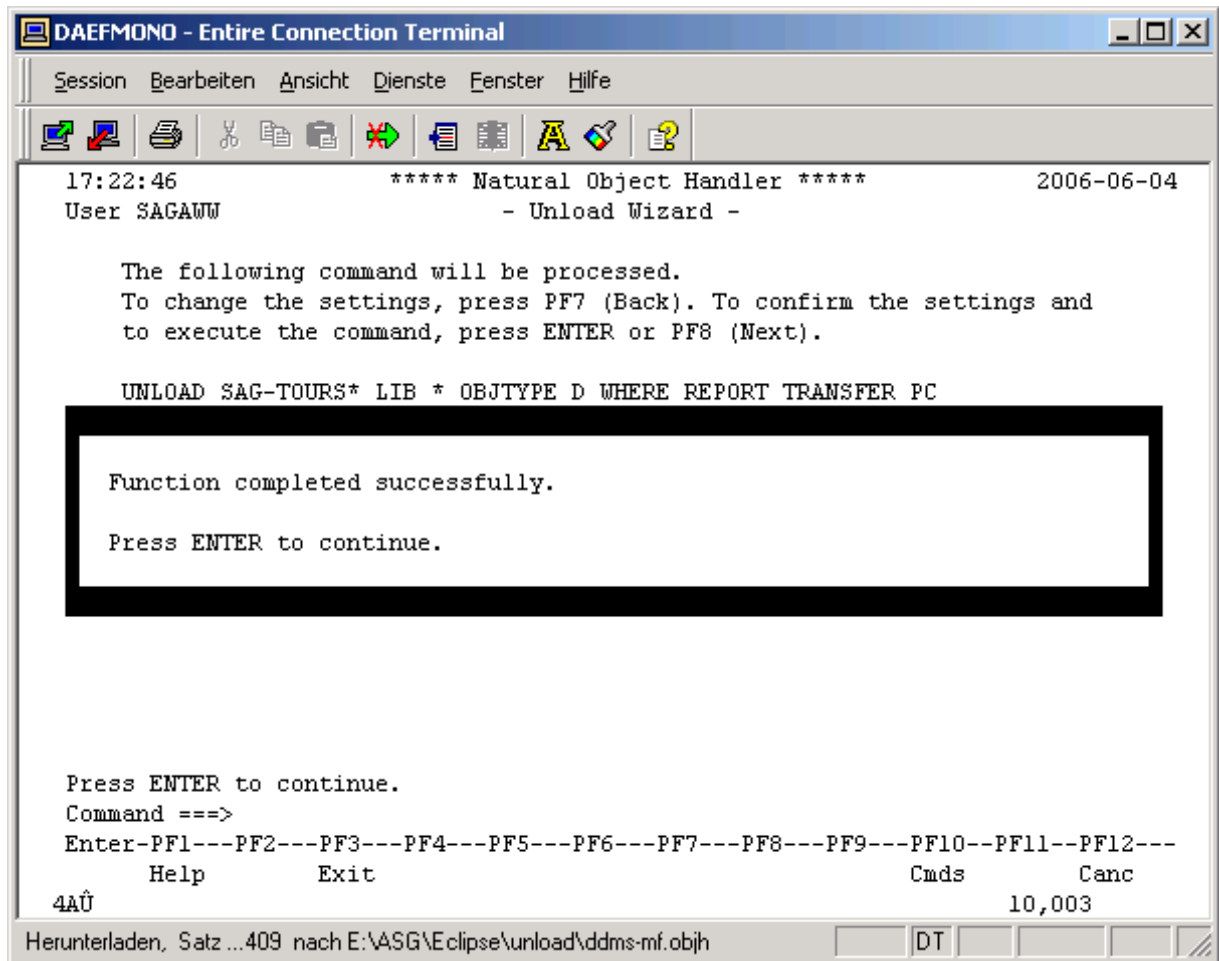 DAEFMONO - Entire Connection Terminal
Session Bearbeiten Ansicht Dienste Fenster Hilfe
17:22:46 ***** Natural Object Handler ***** 2006-06-04
User SAGAWW - Unload Wizard -
The following command will be processed.
To change the settings, press PF7 (Back). To confirm the settings and
to execute the command, press ENTER or PF8 (Next).
UNLOAD SAG-TOURS* LIB * OBJTYPE D WHERE REPORT TRANSFER PC
Function completed successfully.
Press ENTER to continue.
Press ENTER to continue.
Command ===>
Enter-PF1---PF2---PF3---PF4---PF5---PF6---PF7---PF8---PF9---PF10--PF11--PF12---
Help Exit Cmds Canc
4AÛ 10,003
Herunterladen, Satz ...409 nach E:\ASG\Eclipse\unload\ddms-mf.objh DT